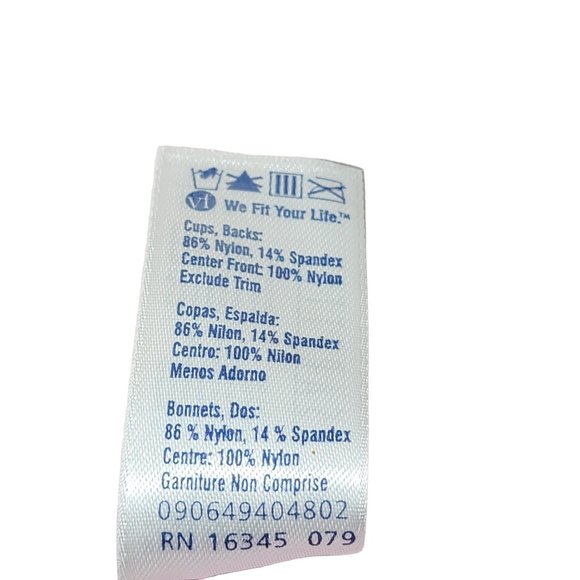 vf We Fit Your Life.™
Cups, Backs:
86% Nylon, 14% Spandex
Center Front: 100% Nylon
Exclude Trim
Copas, Espalda:
86% Nilon, 14% Spandex
Centro: 100% Nilon
Menos Adorno
Bonnets, Dos:
86 % Nylon, 14 % Spandex
Centre: 100% Nylon
Garniture Non Comprise
090649404802
RN 16345 079